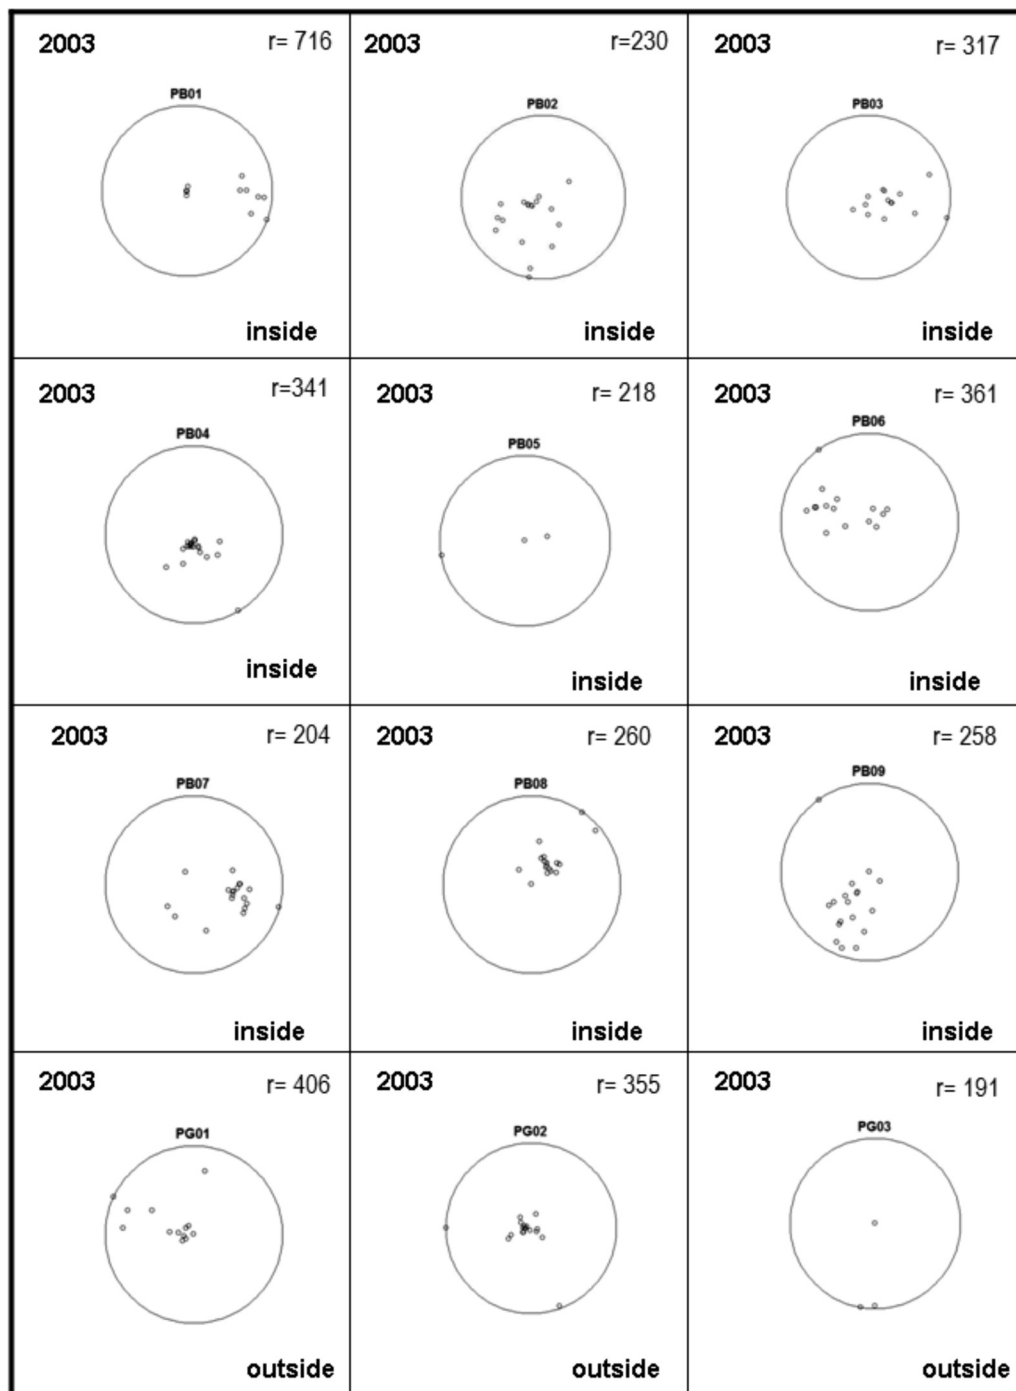 2003 r= 716
PB01
inside
2003 r=230
PB02
inside
2003 r= 317
PB03
inside
2003 r=341
PB04
inside
2003 r= 218
PB05
inside
2003 r= 361
PB06
inside
2003 r= 204
PB07
inside
2003 r= 260
PB08
inside
2003 r= 258
PB09
inside
2003 r= 406
PG01
outside
2003 r= 355
PG02
outside
2003 r= 191
PG03
outside